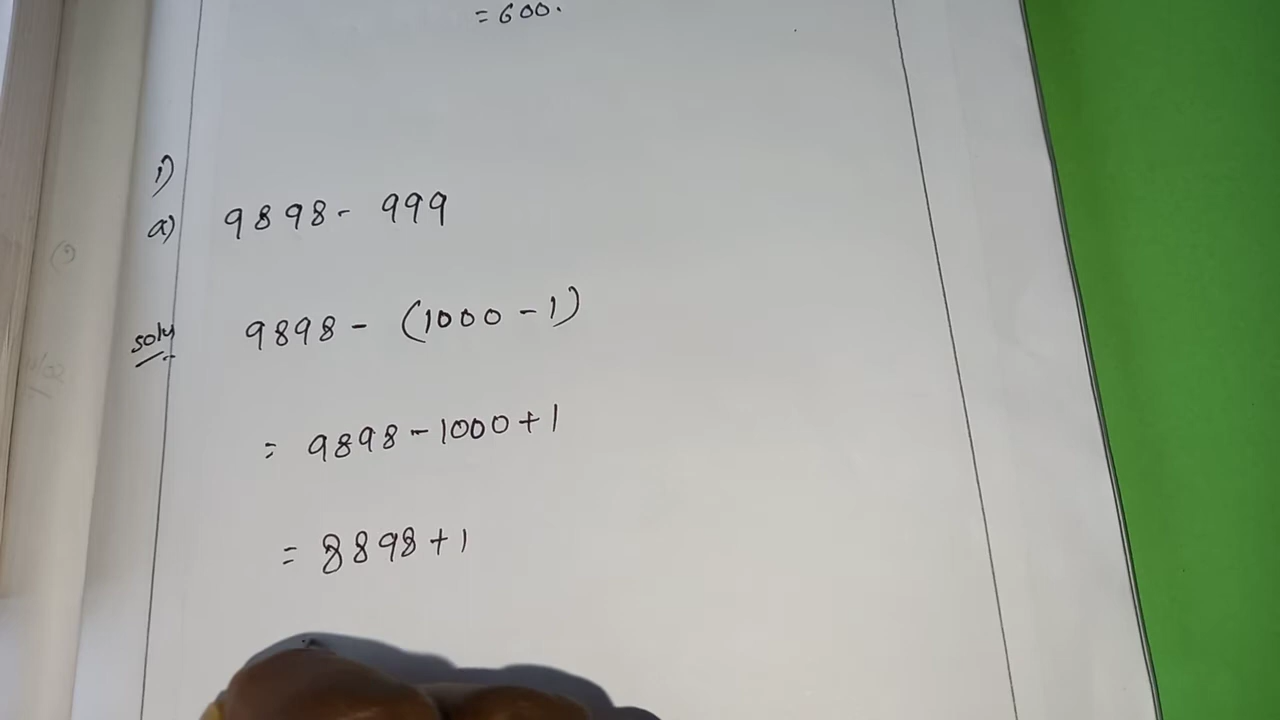 = 600.
1)
a) 9898 - 999
soln 9898 - (1000 - 1)
= 9898 - 1000 + 1
= 8898 + 1